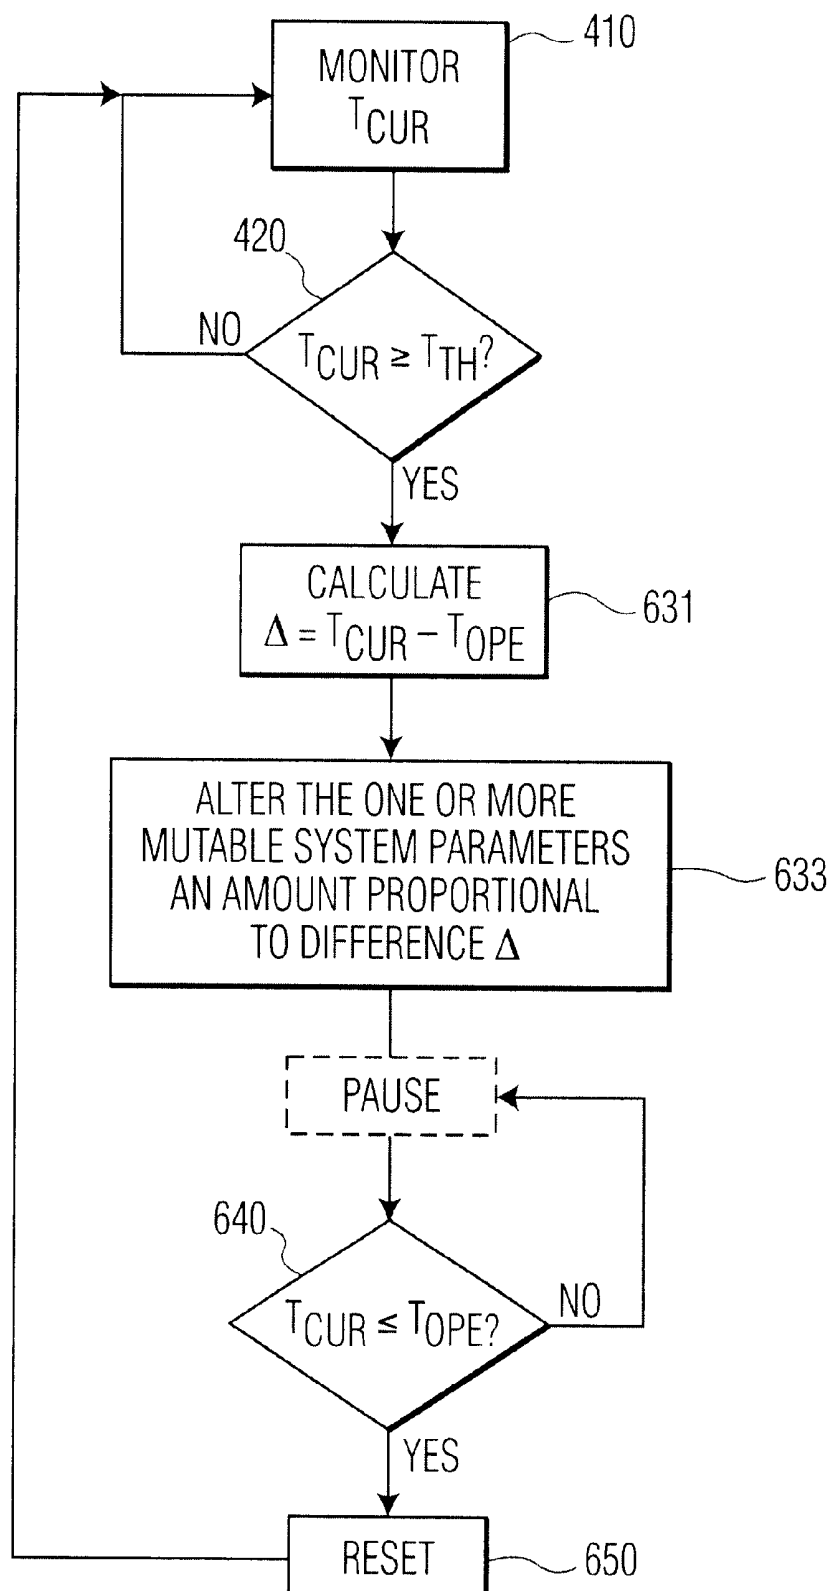 MONITOR
TCUR
410
420
NO
TCUR ≥ TTH?
YES
CALCULATE
Δ = TCUR – TOPE
631
ALTER THE ONE OR MORE
MUTABLE SYSTEM PARAMETERS
AN AMOUNT PROPORTIONAL
TO DIFFERENCE Δ
633
PAUSE
640
TCUR ≤ TOPE?
NO
YES
RESET
650